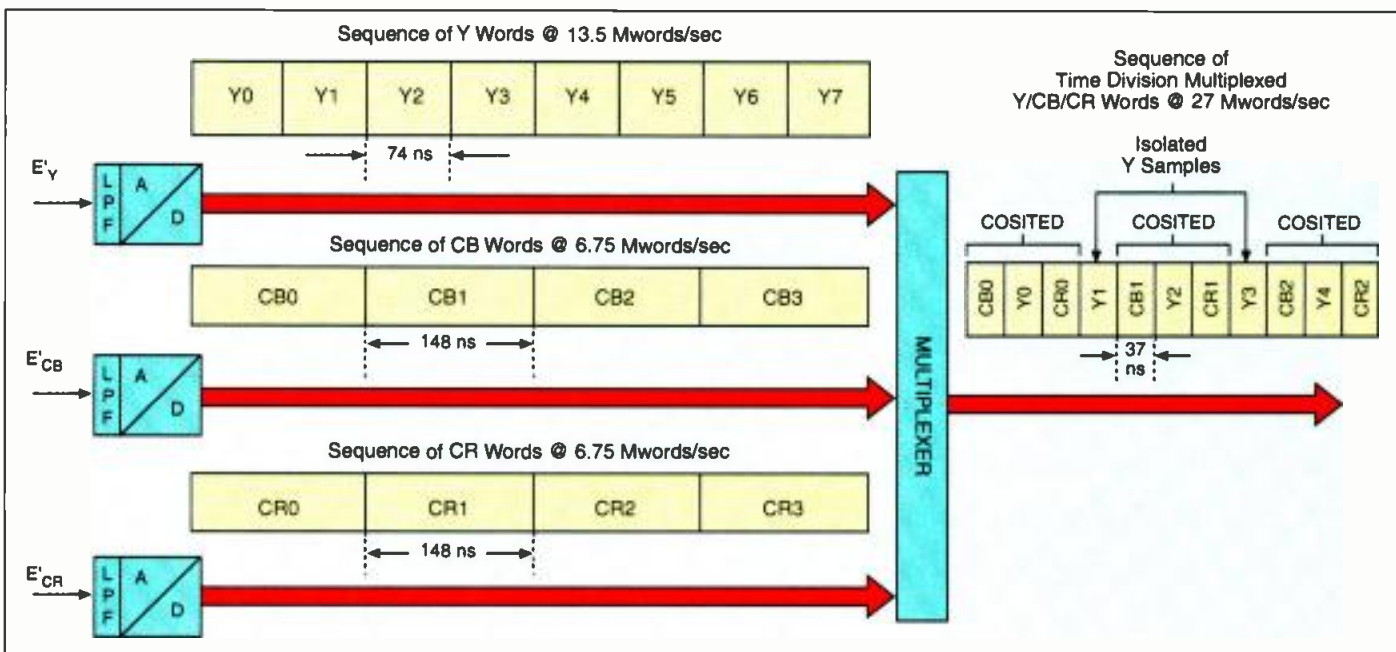 Sequence of Y Words @ 13.5 Mwords/sec
Y0 Y1 Y2 Y3 Y4 Y5 Y6 Y7
74 ns
E'Y
L P F A D
Sequence of CB Words @ 6.75 Mwords/sec
CB0 CB1 CB2 CB3
148 ns
E'CB
L P F A D
Sequence of CR Words @ 6.75 Mwords/sec
CR0 CR1 CR2 CR3
148 ns
E'CR
L P F A D
MULTIPLEXER
Sequence of
Time Division Multiplexed
Y/CB/CR Words @ 27 Mwords/sec
Isolated
Y Samples
COSITED COSITED COSITED
CB0 Y0 CR0 Y1 CB1 Y2 CR1 Y3 CB2 Y4 CR2
37
ns